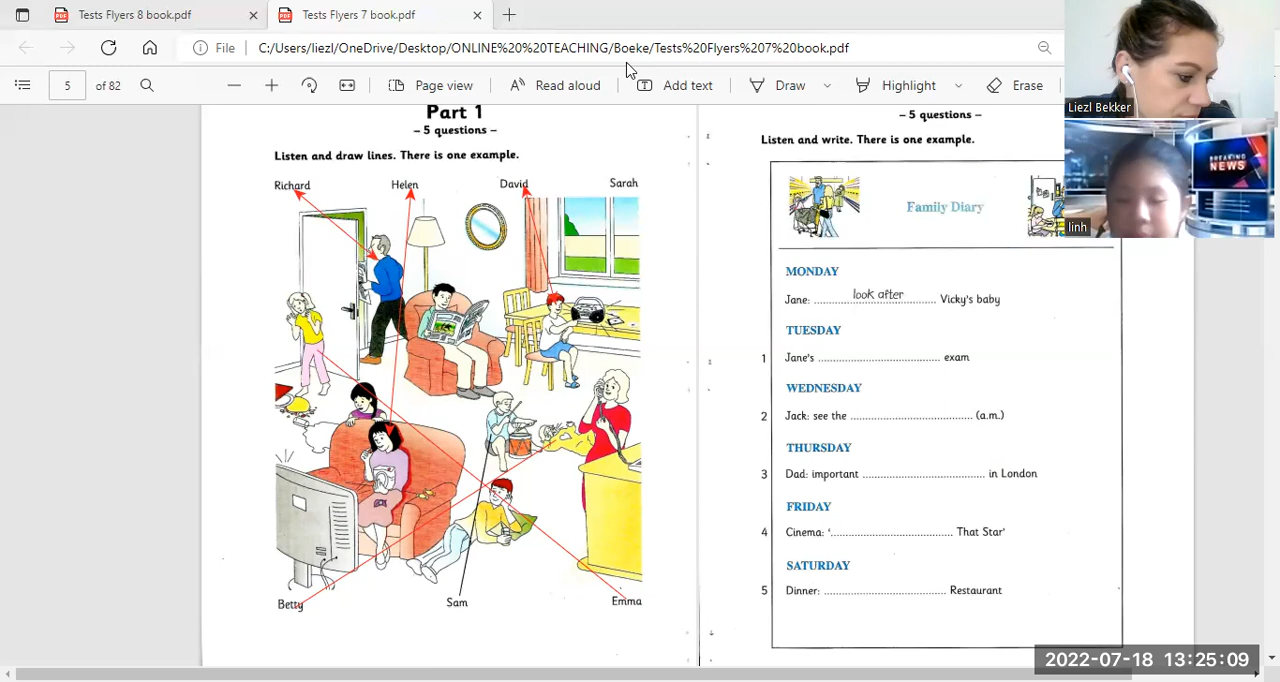 Tests Flyers 8 book.pdf
Tests Flyers 7 book.pdf
File
C:/Users/liezl/OneDrive/Desktop/ONLINE%20%20TEACHING/Boeke/Tests%20Flyers%207%20book.pdf
5 of 82
Page view
Read aloud
Add text
Draw
Highlight
Erase
Liezl Bekker
linh
BREAKING NEWS
Part 1
– 5 questions –
Listen and draw lines. There is one example.
Richard Helen David Sarah
Betty Sam Emma
– 5 questions –
Listen and write. There is one example.
Family Diary
MONDAY
Jane: look after Vicky's baby
TUESDAY
1 Jane's .................................. exam
WEDNESDAY
2 Jack: see the .................................. (a.m.)
THURSDAY
3 Dad: important .................................. in London
FRIDAY
4 Cinema: '.................................. That Star'
SATURDAY
5 Dinner: .................................. Restaurant
2022-07-18 13:25:09